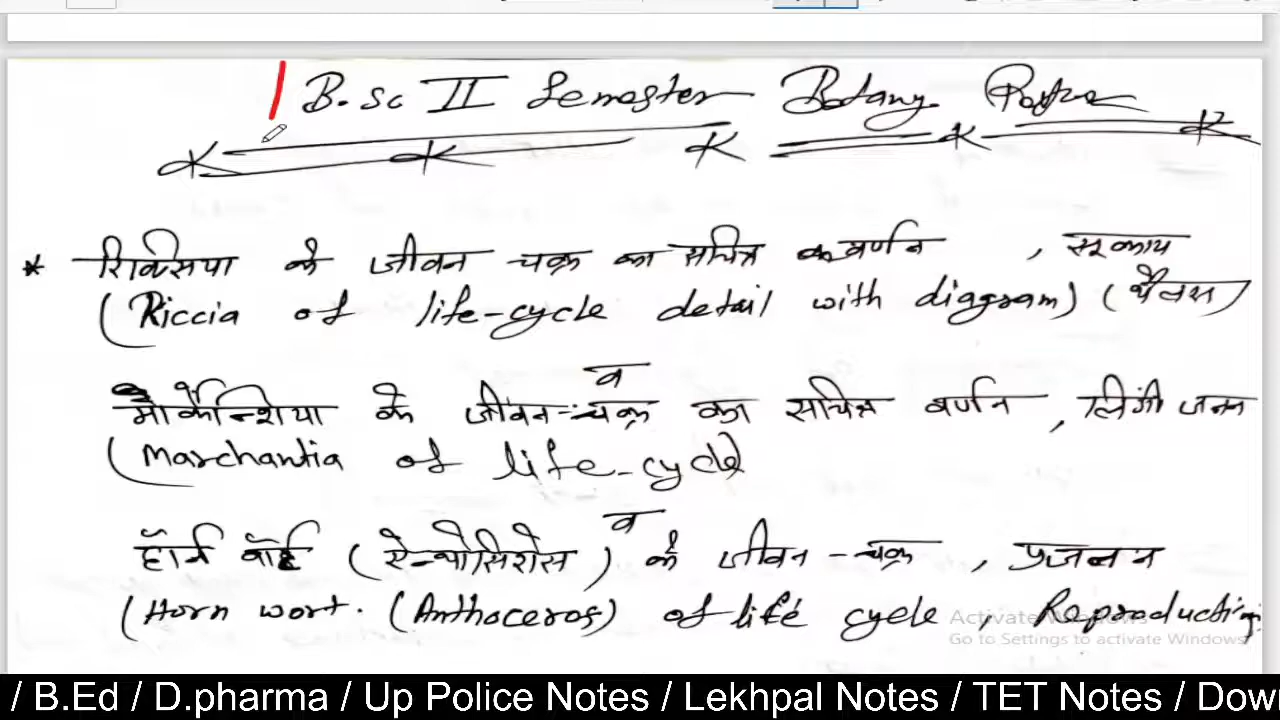 B.Sc II Semester Botany
* रिक्सिया के जीवन चक्र का सचित्र वर्णन , सूकाय
(Riccia of life-cycle detail with diagram) (थैलस)
व
मार्केन्शिया के जीवन-चक्र का सचित्र वर्णन , लिंगी जनन
(Marchantia of life-cycle)
व
हॉर्न वॉर्ट (ऐन्थोसिरोस) के जीवन-चक्र , प्रजनन
(Horn wort. (Anthoceros) of life cycle , Reproducting
Activate Windows
Go to Settings to activate Windows.
/ B.Ed / D.pharma / Up Police Notes / Lekhpal Notes / TET Notes / Dow